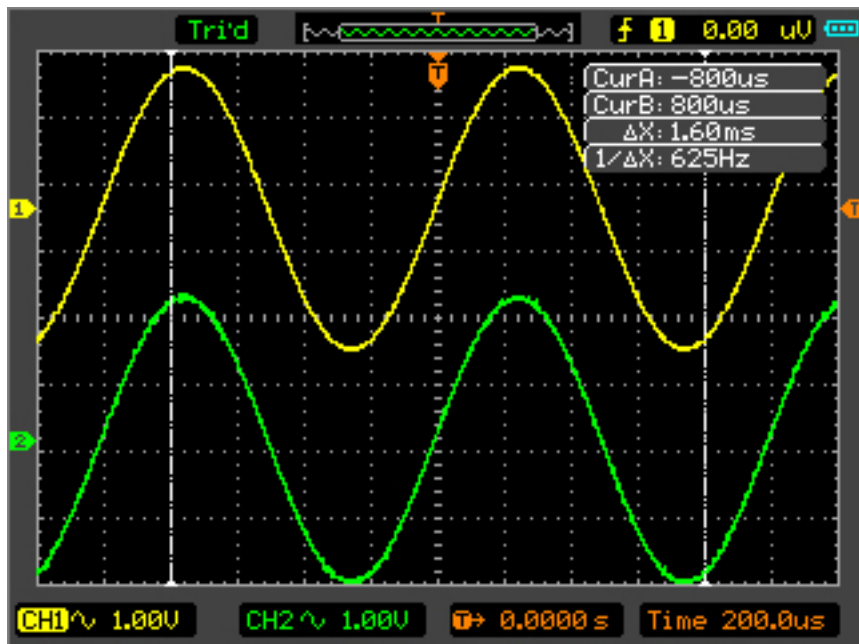 Tri'd
T
1 0.00 uV
T
CurA: -800us
CurB: 800us
ΔX: 1.60ms
1/ΔX: 625Hz
1
T
2
CH1 1.00V
CH2 1.00V
T→ 0.0000 s
Time 200.0us